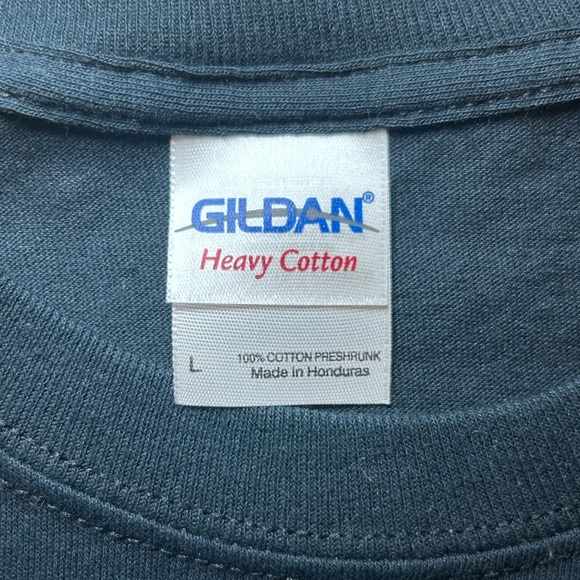 GILDAN®
Heavy Cotton
L
100% COTTON PRESHRUNK
Made in Honduras